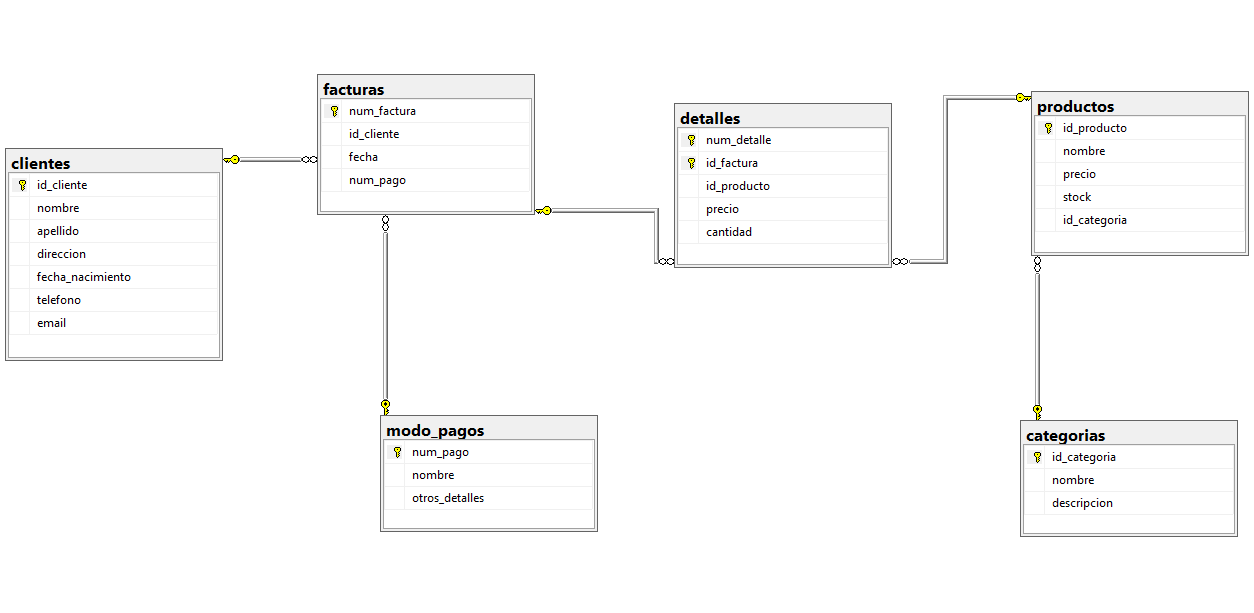 clientes
id_cliente
nombre
apellido
direccion
fecha_nacimiento
telefono
email
facturas
num_factura
id_cliente
fecha
num_pago
modo_pagos
num_pago
nombre
otros_detalles
detalles
num_detalle
id_factura
id_producto
precio
cantidad
productos
id_producto
nombre
precio
stock
id_categoria
categorias
id_categoria
nombre
descripcion